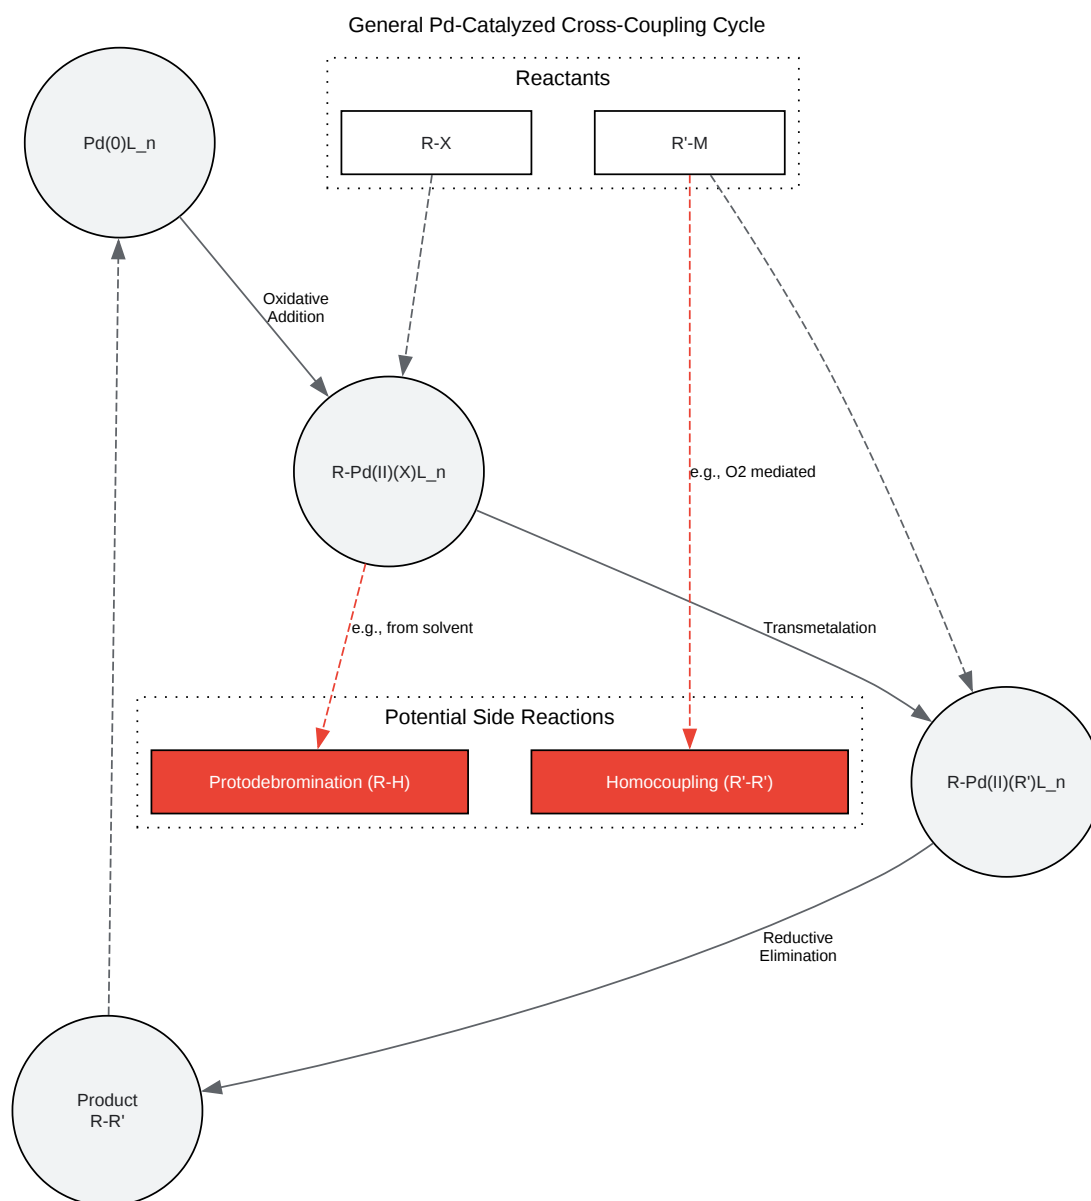 General Pd-Catalyzed Cross-Coupling Cycle
Reactants
Pd(0)L_n
R-X
R'-M
Oxidative
Addition
R-Pd(II)(X)L_n
e.g., O2 mediated
e.g., from solvent
Transmetalation
Potential Side Reactions
Protodebromination (R-H)
Homocoupling (R'-R')
R-Pd(II)(R')L_n
Reductive
Elimination
Product
R-R'